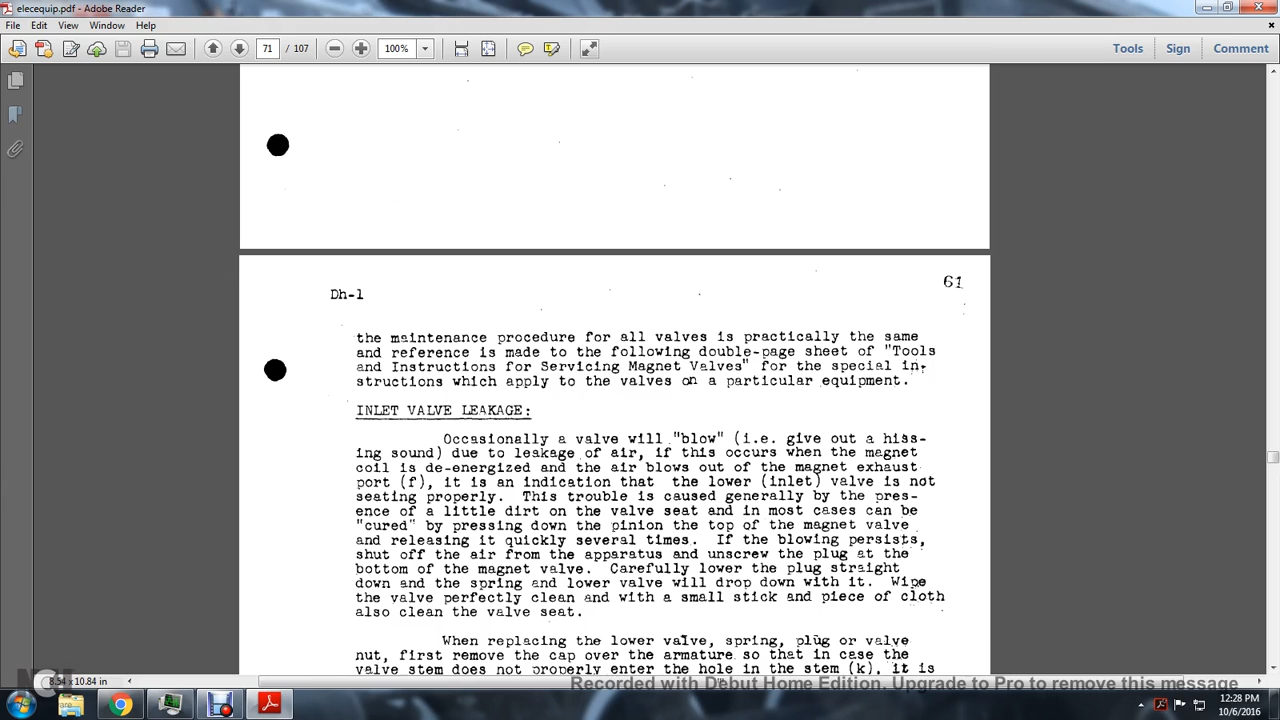 elecequip.pdf - Adobe Reader
File Edit View Window Help
71 / 107 100% Tools Sign Comment
61
Dh-1
the maintenance procedure for all valves is practically the same
and reference is made to the following double-page sheet of "Tools
and Instructions for Servicing Magnet Valves" for the special in-
structions which apply to the valves on a particular equipment.
INLET VALVE LEAKAGE:
Occasionally a valve will "blow" (i.e. give out a hiss-
ing sound) due to leakage of air, if this occurs when the magnet
coil is de-energized and the air blows out of the magnet exhaust
port (f), it is an indication that the lower (inlet) valve is not
seating properly. This trouble is caused generally by the pres-
ence of a little dirt on the valve seat and in most cases can be
"cured" by pressing down the pinion the top of the magnet valve
and releasing it quickly several times. If the blowing persists,
shut off the air from the apparatus and unscrew the plug at the
bottom of the magnet valve. Carefully lower the plug straight
down and the spring and lower valve will drop down with it. Wipe
the valve perfectly clean and with a small stick and piece of cloth
also clean the valve seat.
When replacing the lower valve, spring, plug or valve
nut, first remove the cap over the armature so that in case the
valve stem does not properly enter the hole in the stem (k), it is
8.54 x 10.84 in
Recorded with Debut Home Edition. Upgrade to Pro to remove this message
12:28 PM
10/6/2016